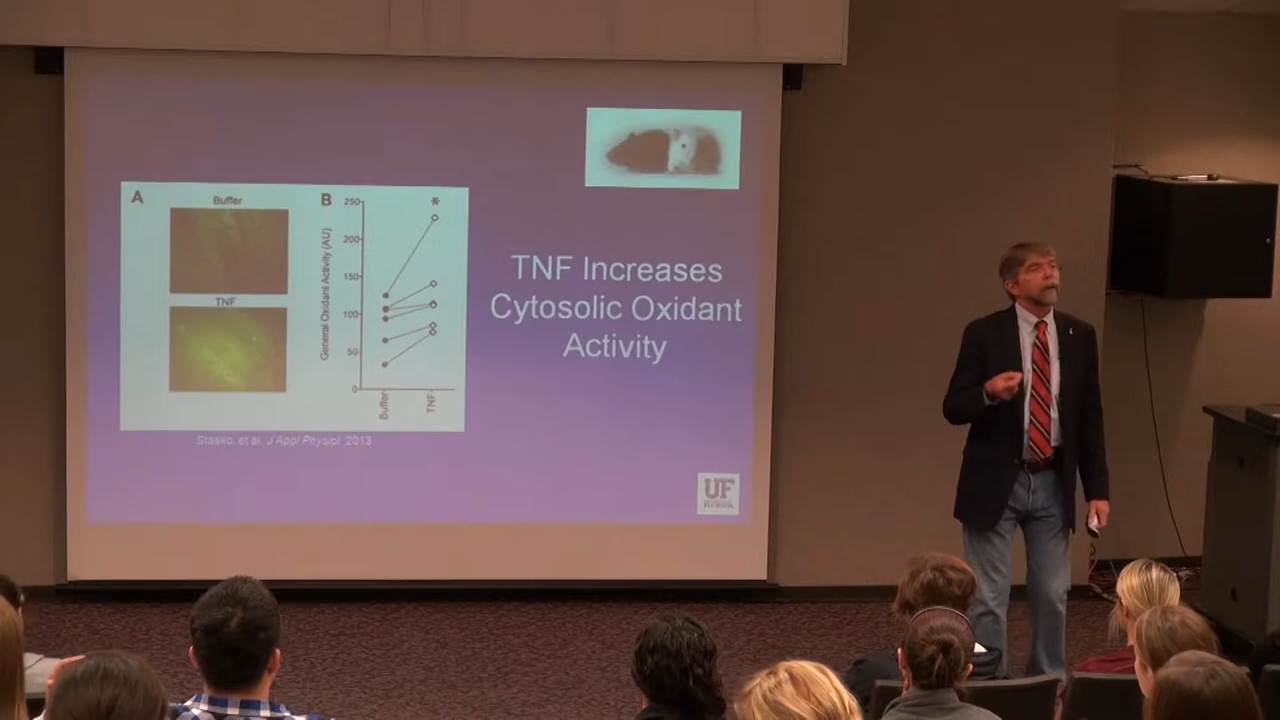 A
Buffer
TNF
B
*
250
200
150
100
50
0
General Oxidant Activity (AU)
Buffer
TNF
Stasko, et al, J Appl Physiol 2013
TNF Increases
Cytosolic Oxidant
Activity
UF
FLORIDA